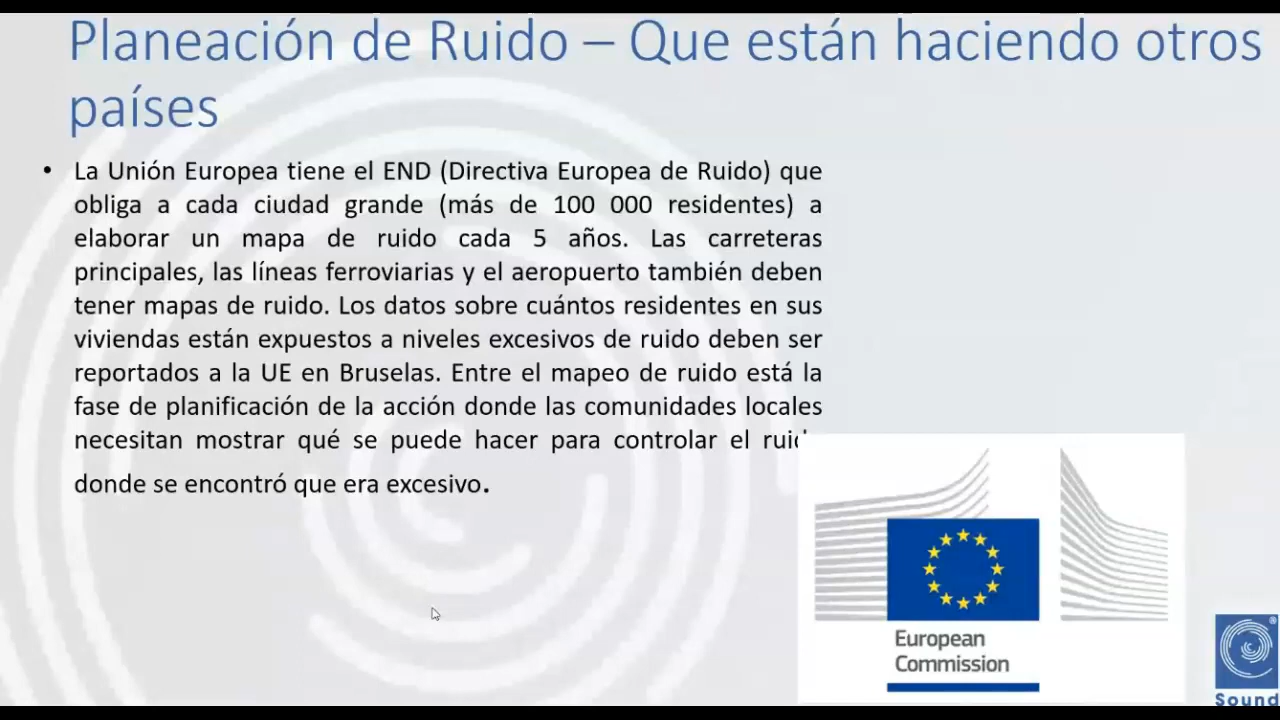 Planeación de Ruido – Que están haciendo otros
países
• La Unión Europea tiene el END (Directiva Europea de Ruido) que
obliga a cada ciudad grande (más de 100 000 residentes) a
elaborar un mapa de ruido cada 5 años. Las carreteras
principales, las líneas ferroviarias y el aeropuerto también deben
tener mapas de ruido. Los datos sobre cuántos residentes en sus
viviendas están expuestos a niveles excesivos de ruido deben ser
reportados a la UE en Bruselas. Entre el mapeo de ruido está la
fase de planificación de la acción donde las comunidades locales
necesitan mostrar qué se puede hacer para controlar el ruido
donde se encontró que era excesivo.
European
Commission
®
Sound